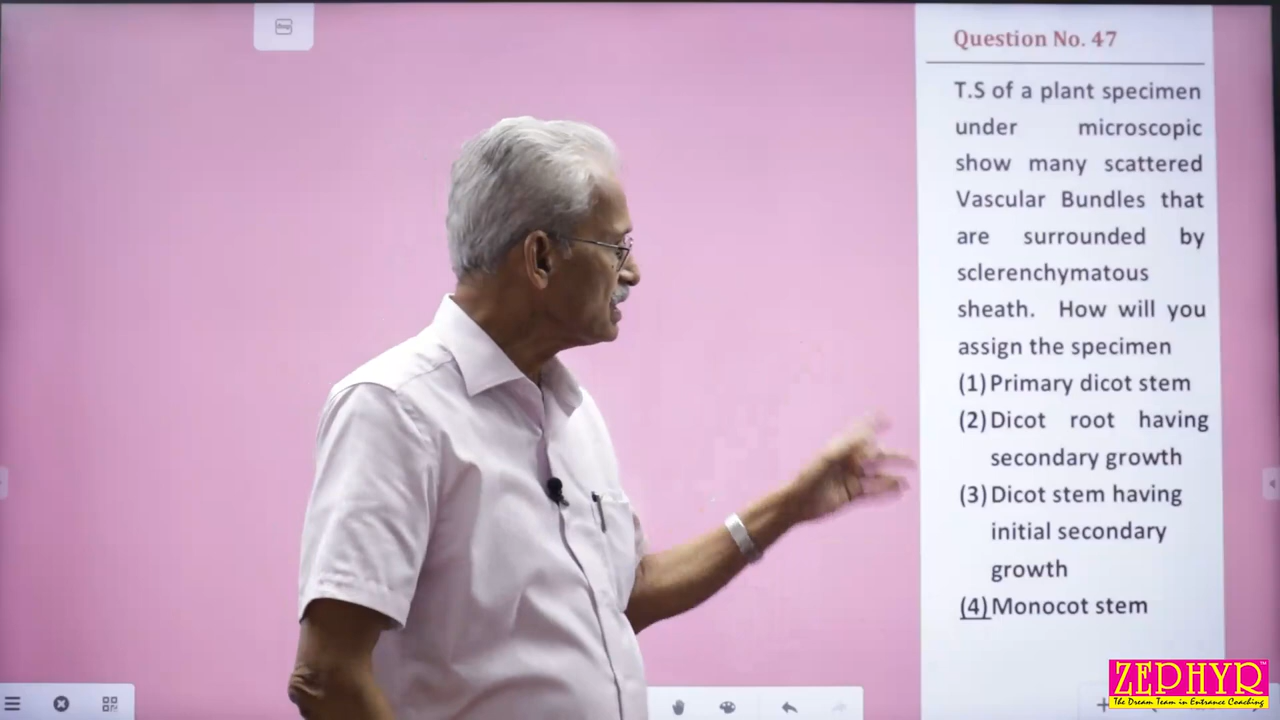 Question No. 47
T.S of a plant specimen
under microscopic
show many scattered
Vascular Bundles that
are surrounded by
sclerenchymatous
sheath. How will you
assign the specimen
(1) Primary dicot stem
(2) Dicot root having
secondary growth
(3) Dicot stem having
initial secondary
growth
(4) Monocot stem
ZEPHYR™
The Dream Team in Entrance Coaching